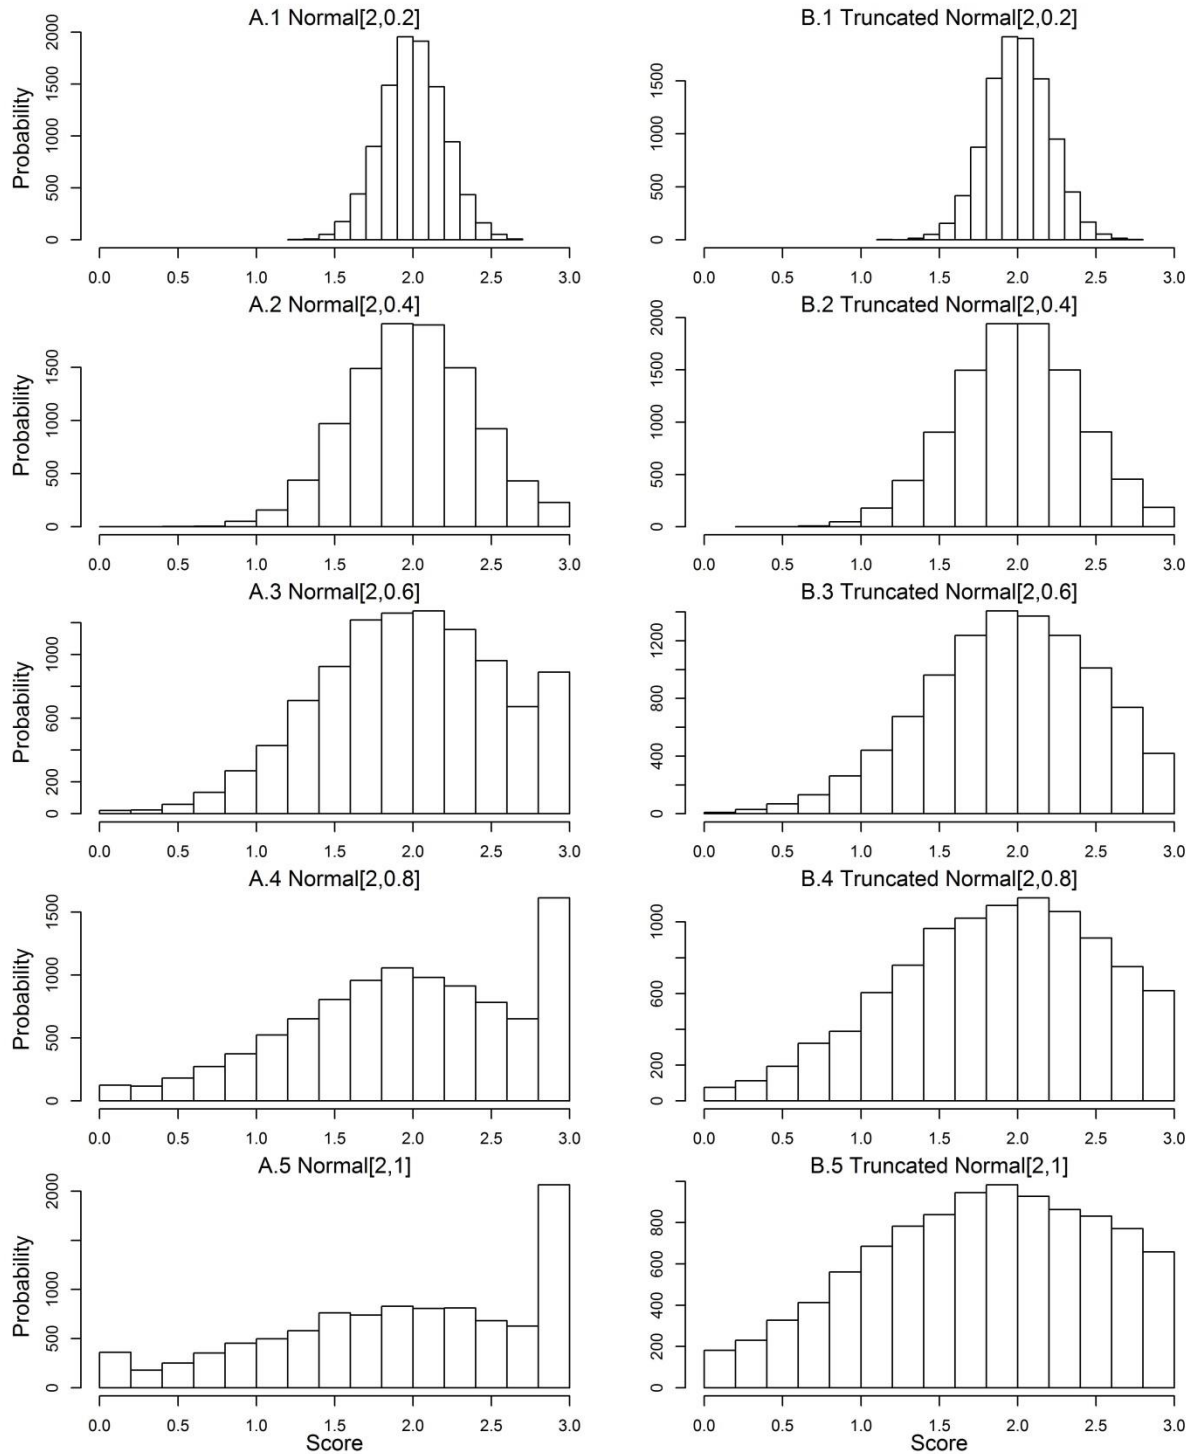 A.1 Normal[2,0.2]
Probability
2000
1500
1000
500
0
0.0 0.5 1.0 1.5 2.0 2.5 3.0
B.1 Truncated Normal[2,0.2]
1500
1000
500
0
0.0 0.5 1.0 1.5 2.0 2.5 3.0
A.2 Normal[2,0.4]
Probability
1500
1000
500
0
0.0 0.5 1.0 1.5 2.0 2.5 3.0
B.2 Truncated Normal[2,0.4]
2000
1500
1000
500
0
0.0 0.5 1.0 1.5 2.0 2.5 3.0
A.3 Normal[2,0.6]
Probability
1000
600
200
0
0.0 0.5 1.0 1.5 2.0 2.5 3.0
B.3 Truncated Normal[2,0.6]
1200
800
400
0
0.0 0.5 1.0 1.5 2.0 2.5 3.0
A.4 Normal[2,0.8]
Probability
1500
1000
500
0
0.0 0.5 1.0 1.5 2.0 2.5 3.0
B.4 Truncated Normal[2,0.8]
1000
600
200
0
0.0 0.5 1.0 1.5 2.0 2.5 3.0
A.5 Normal[2,1]
Probability
2000
1000
500
0
0.0 0.5 1.0 1.5 2.0 2.5 3.0
Score
B.5 Truncated Normal[2,1]
800
600
400
200
0
0.0 0.5 1.0 1.5 2.0 2.5 3.0
Score